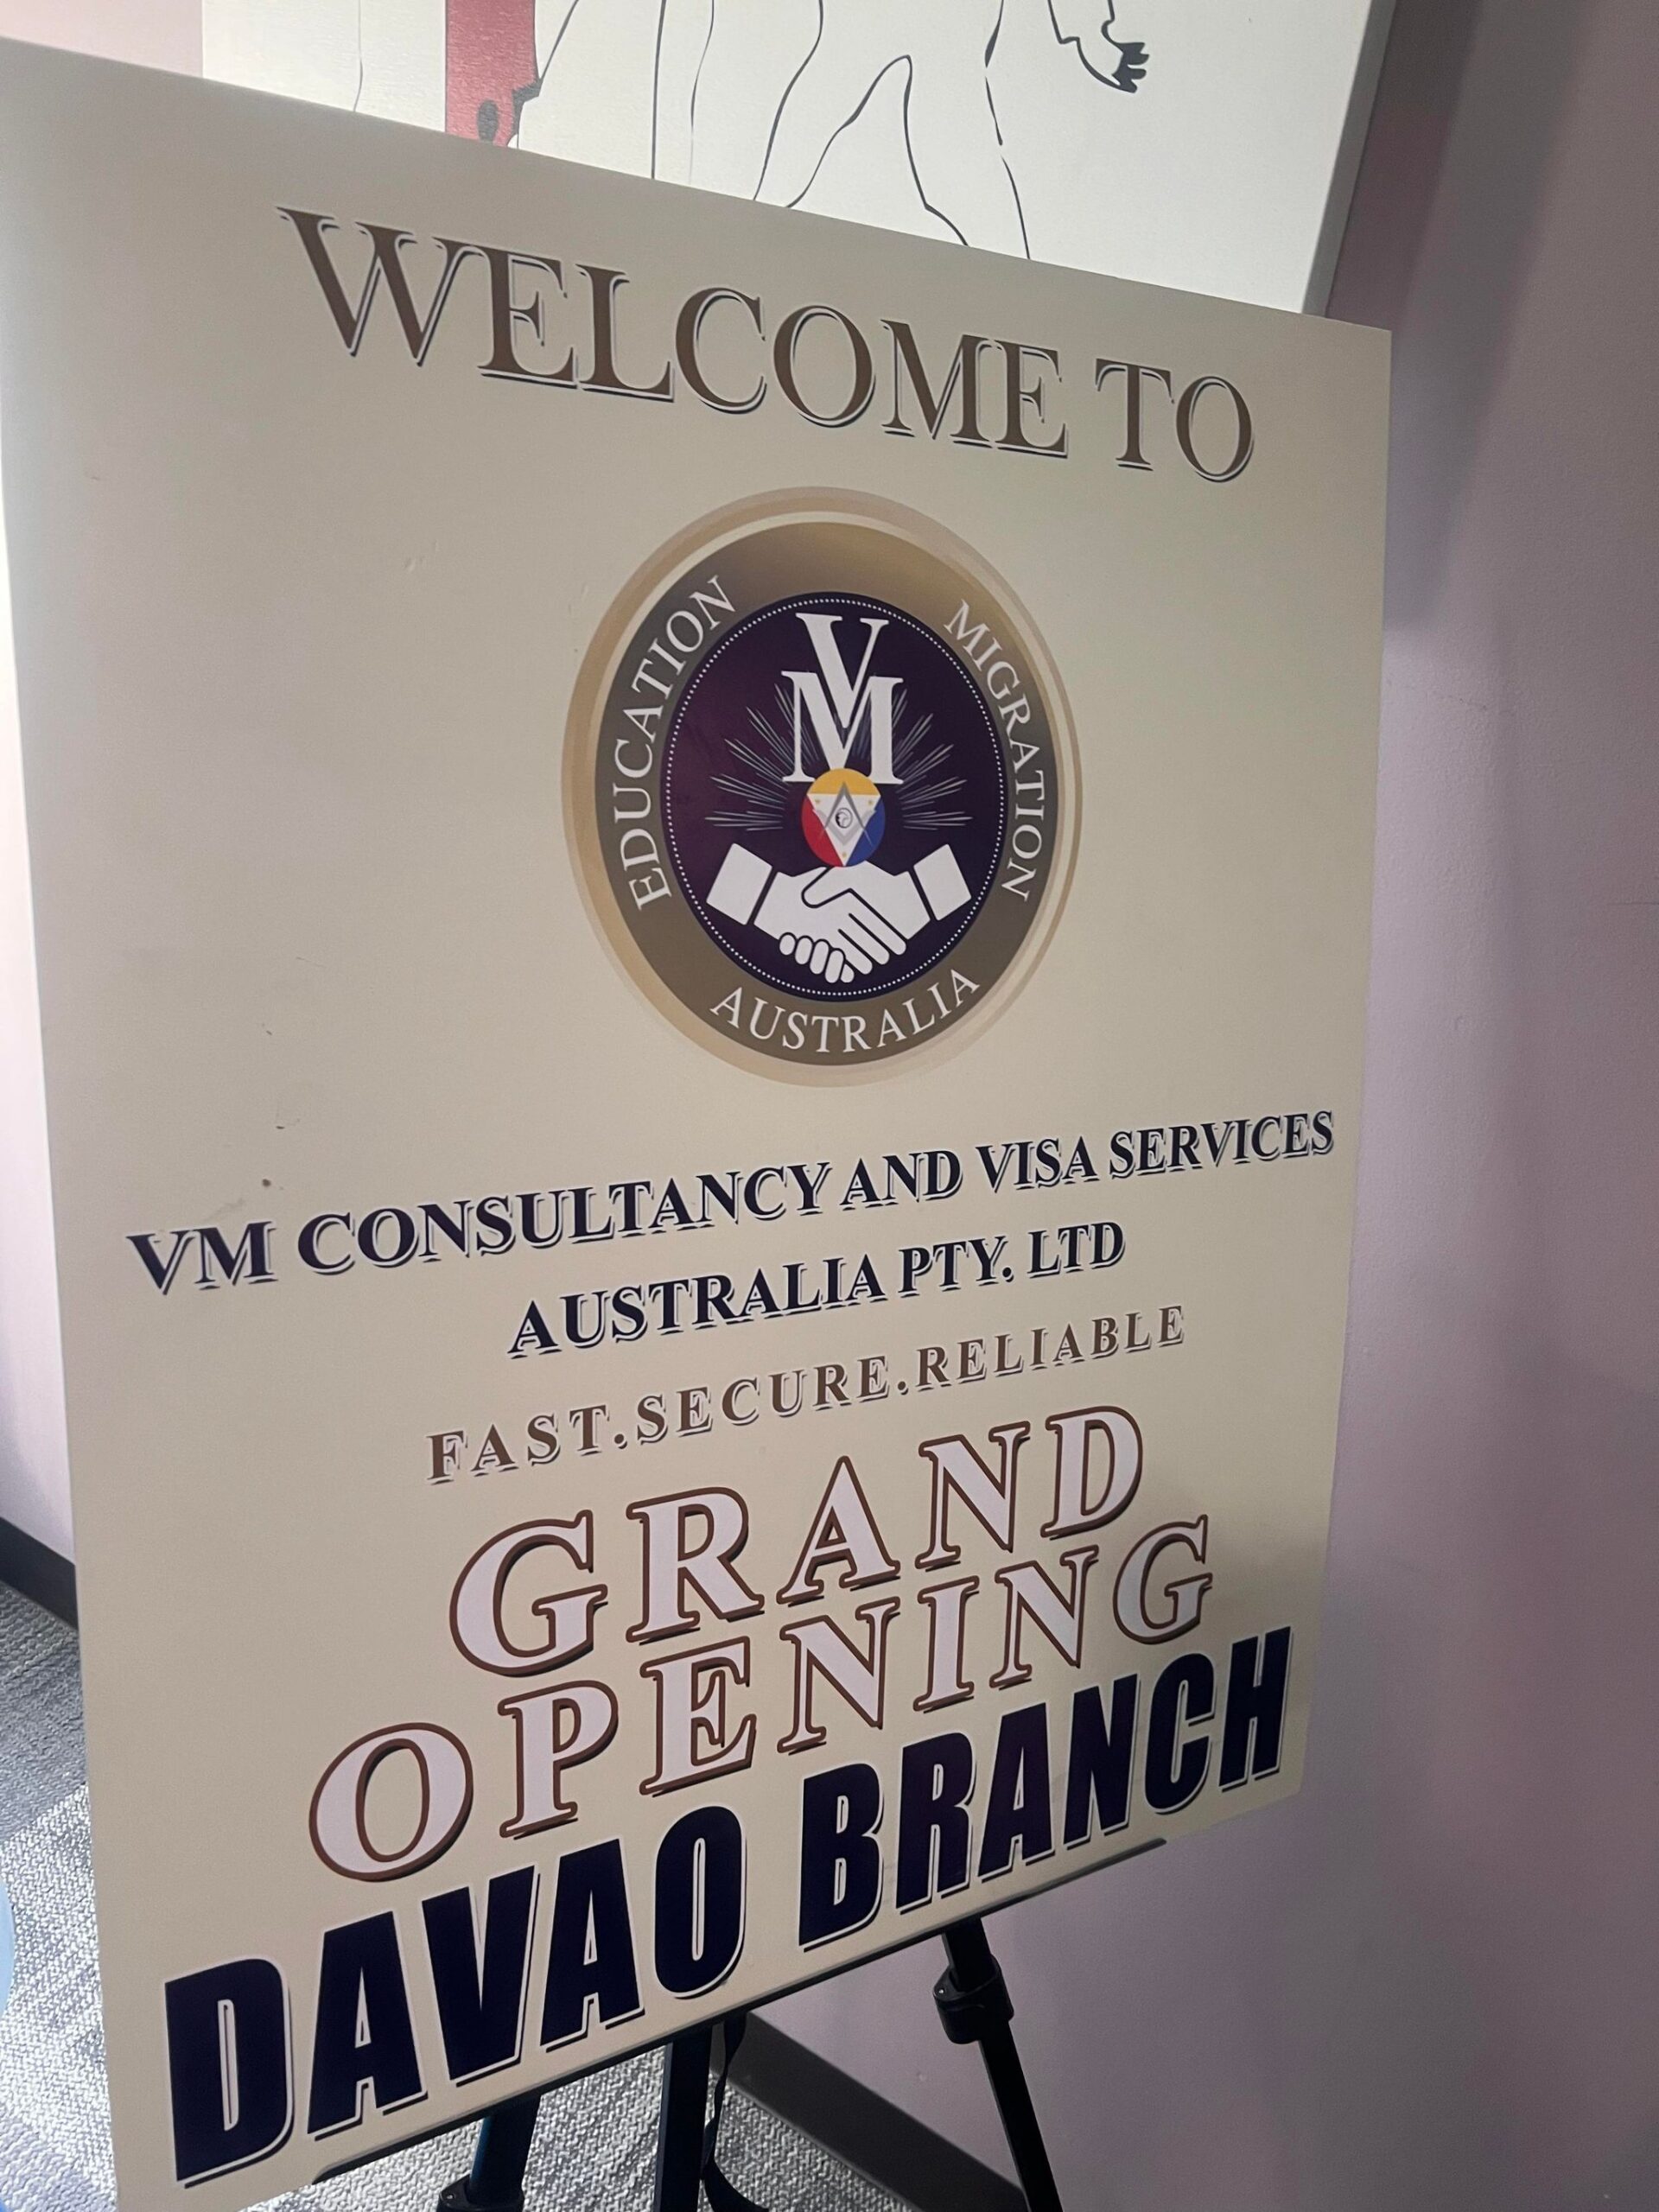 WELCOME TO
EDUCATION
MIGRATION
VM
AUSTRALIA
VM CONSULTANCY AND VISA SERVICES
AUSTRALIA PTY. LTD
FAST.SECURE.RELIABLE
GRAND
OPENING
DAVAO BRANCH